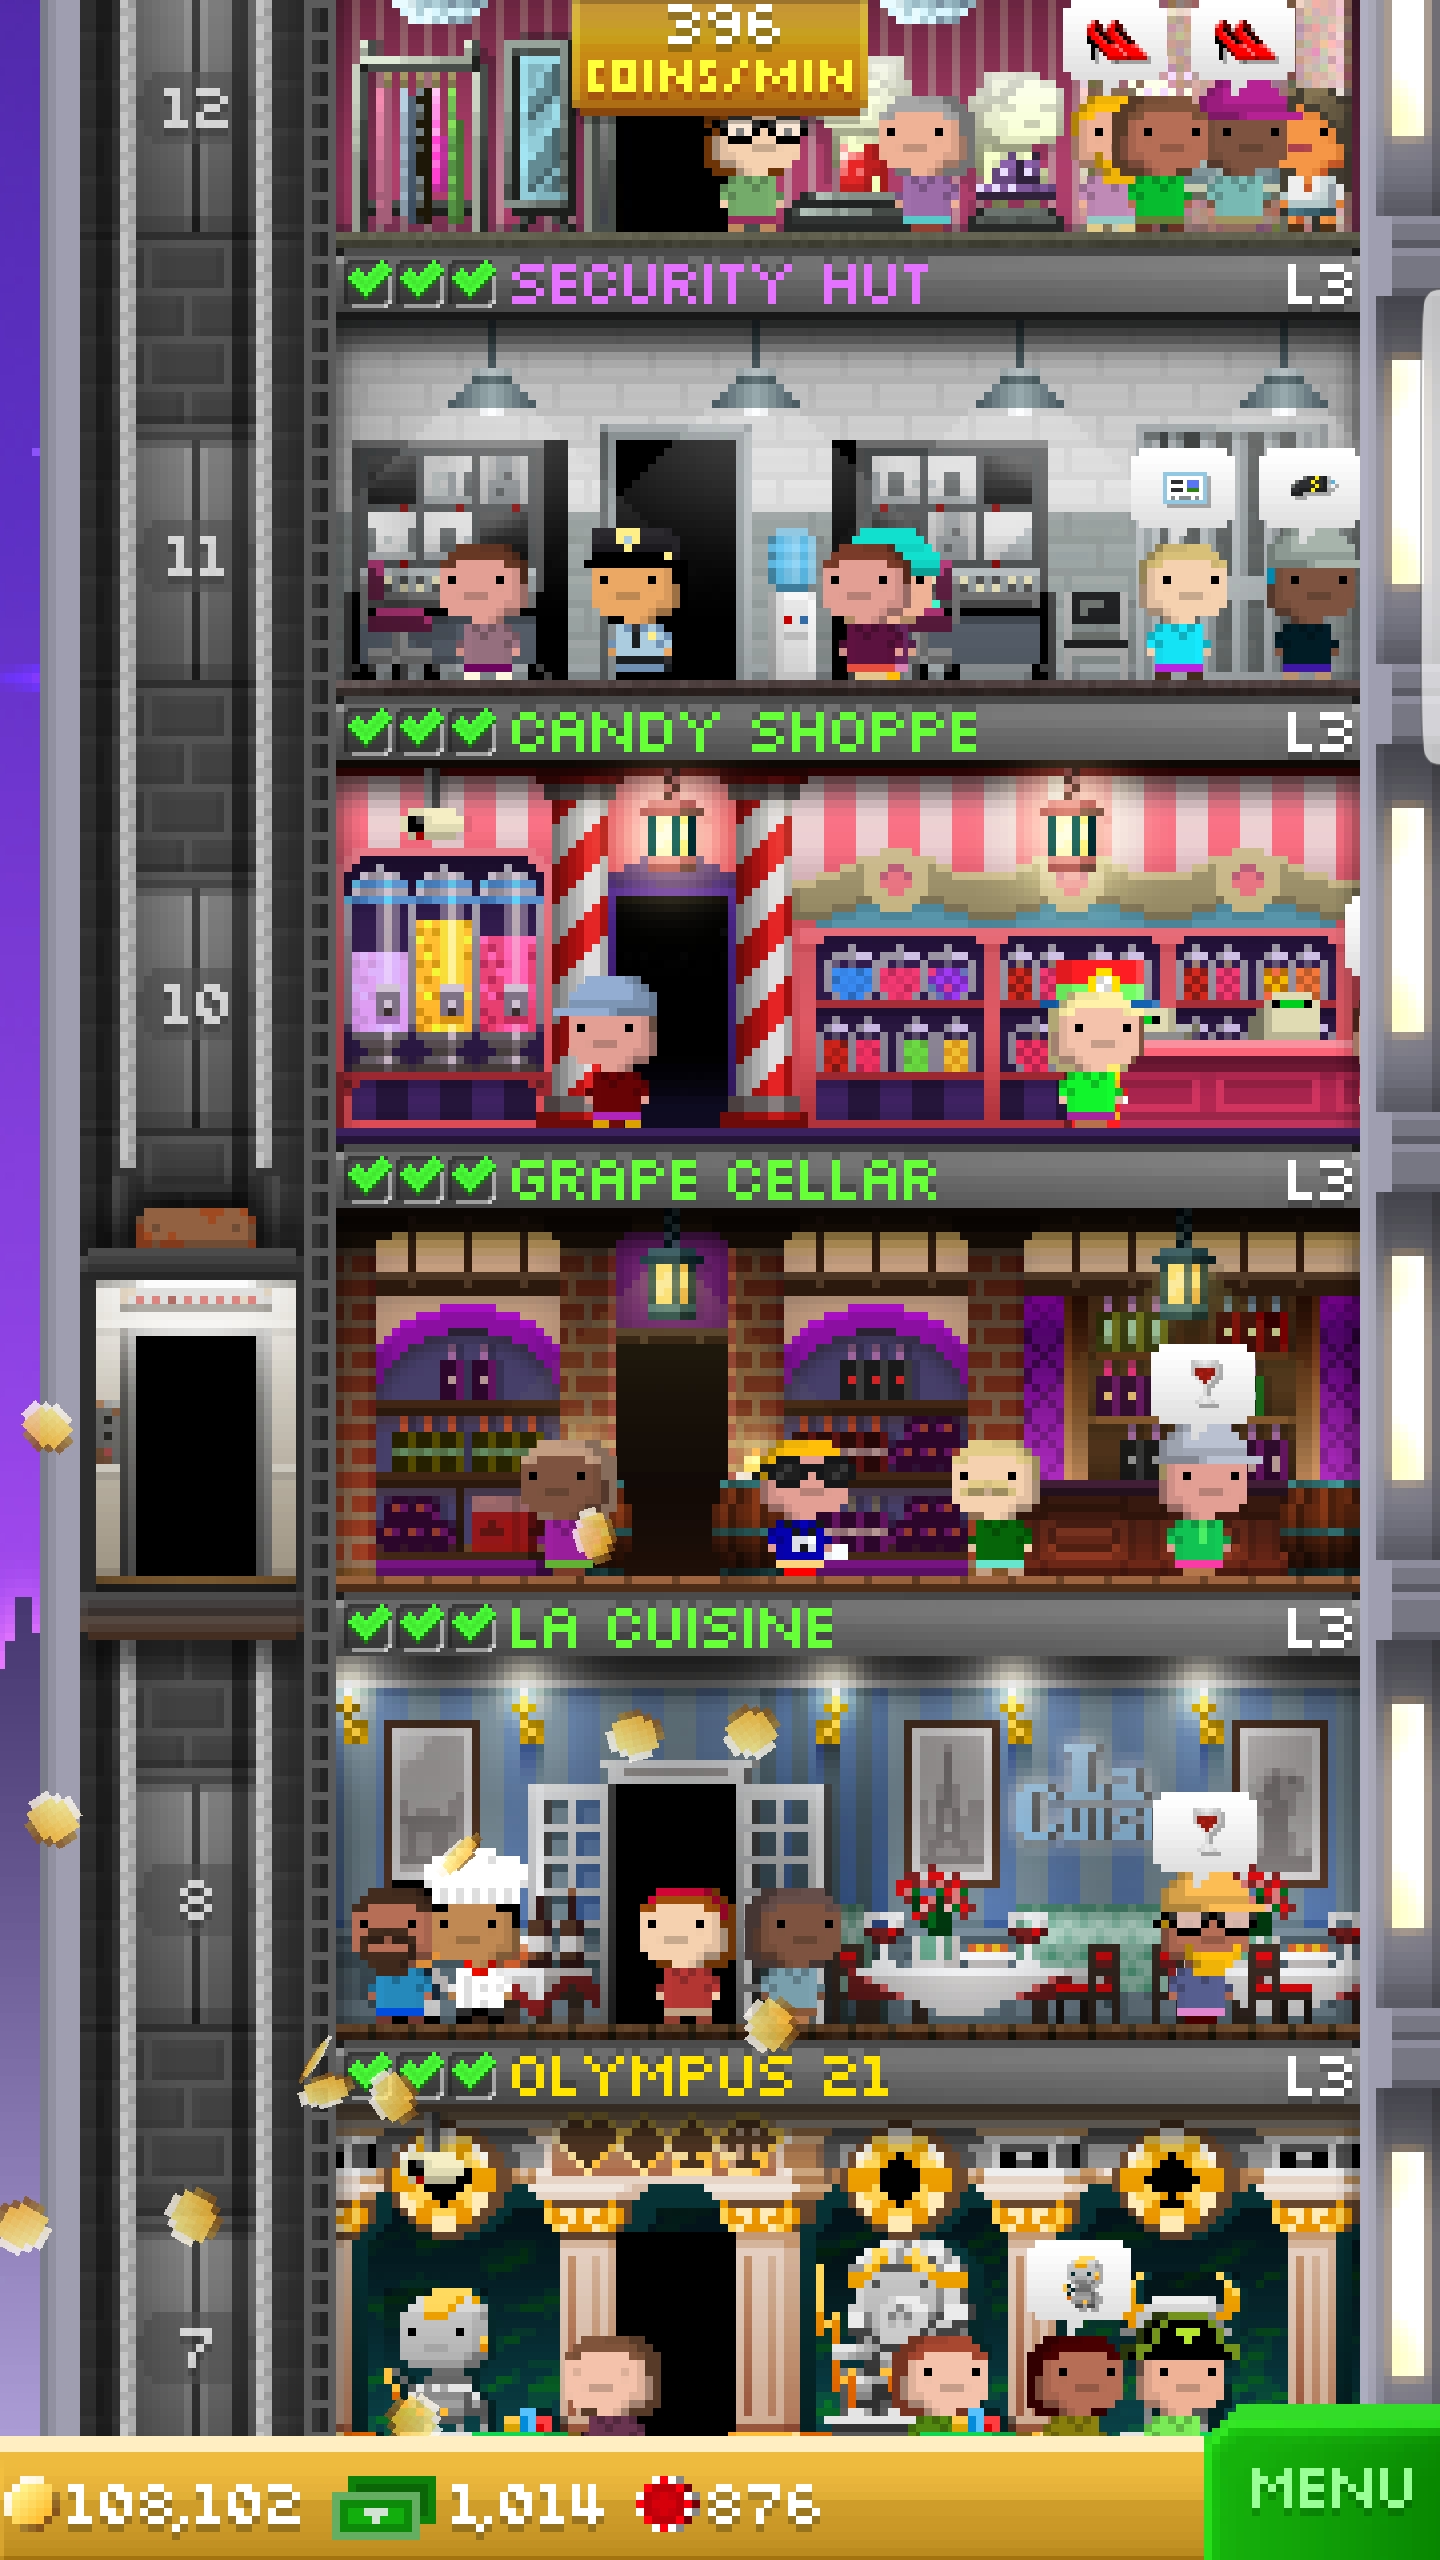 396
COINS/MIN
12
SECURITY HUT L3
11
CANDY SHOPPE L3
10
GRAPE CELLAR L3
LA CUISINE L3
La
8
OLYMPUS 21 L3
7
108,102 1,014 876
MENU